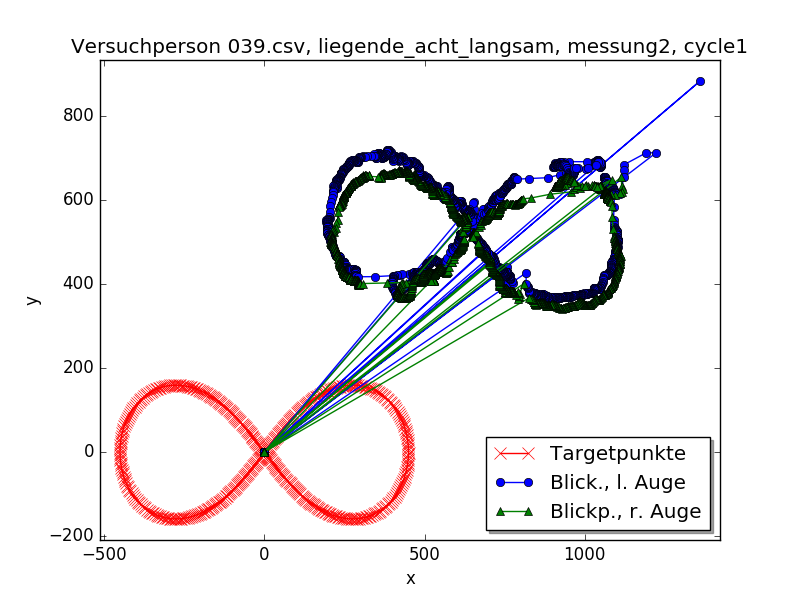 Versuchperson 039.csv, liegende_acht_langsam, messung2, cycle1
800
600
400
200
0
−200
y
−500
0
500
1000
x
Targetpunkte
Blick., l. Auge
Blickp., r. Auge